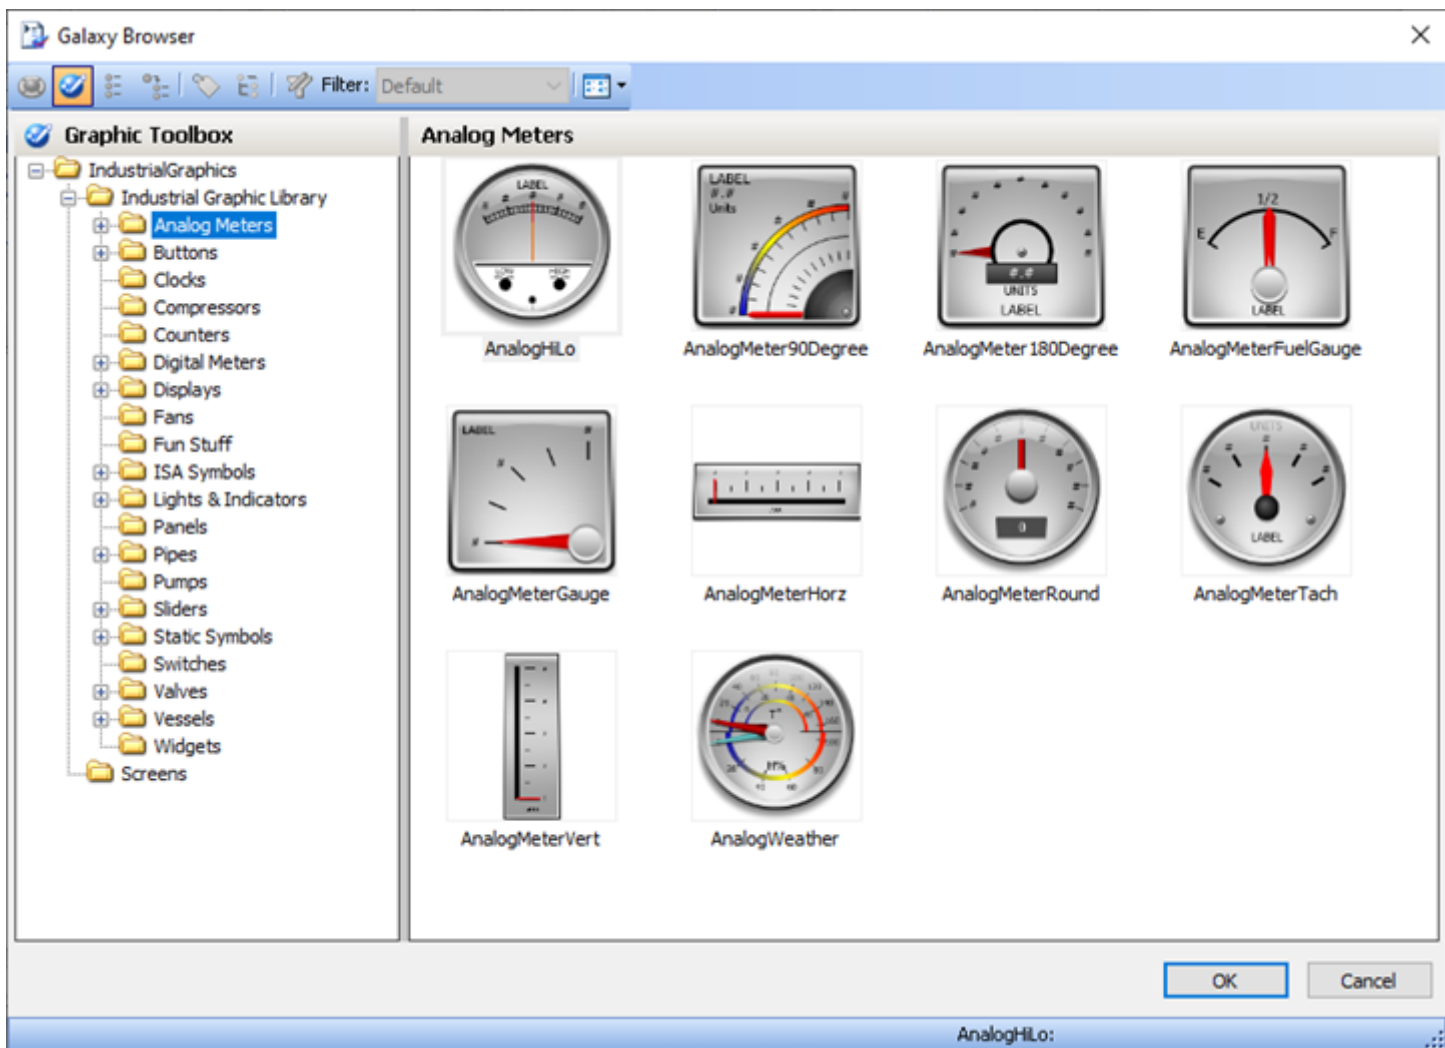 Galaxy Browser
Filter: Default
Graphic Toolbox
IndustrialGraphics
Industrial Graphic Library
Analog Meters
Buttons
Clocks
Compressors
Counters
Digital Meters
Displays
Fans
Fun Stuff
ISA Symbols
Lights & Indicators
Panels
Pipes
Pumps
Sliders
Static Symbols
Switches
Valves
Vessels
Widgets
Screens
Analog Meters
LABEL
LOW HIGH
AnalogHiLo
LABEL
#.#
Units
AnalogMeter90Degree
#.#
UNITS
LABEL
AnalogMeter180Degree
1/2
E F
LABEL
AnalogMeterFuelGauge
LABEL #
AnalogMeterGauge
AnalogMeterHorz
0
AnalogMeterRound
UNITS
LABEL
AnalogMeterTach
AnalogMeterVert
T°
H%
AnalogWeather
OK Cancel
AnalogHiLo: